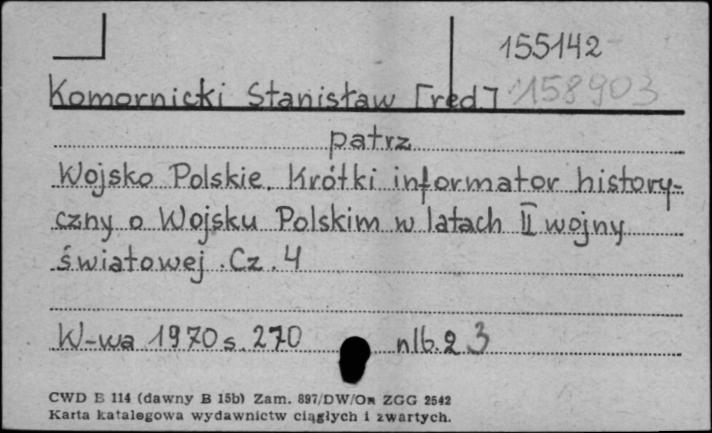 155142
Komornicki Stanisław [red.] 158903
patrz
Wojsko Polskie. Krótki informator history-
czny o Wojsku Polskim w latach II wojny
światowej. Cz. 4
W-wa 1970 s. 270 nlb. 2 3
CWD B 114 (dawny B 15b) Zam. 897/DW/On ZGG 2542
Karta katalogowa wydawnictw ciągłych i zwartych.